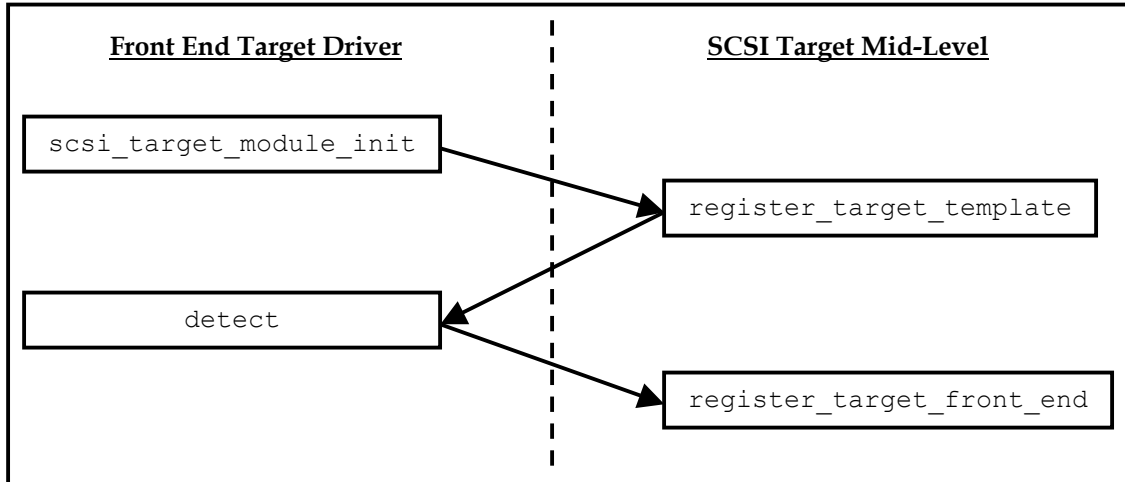 Front End Target Driver
SCSI Target Mid-Level
scsi_target_module_init
register_target_template
detect
register_target_front_end